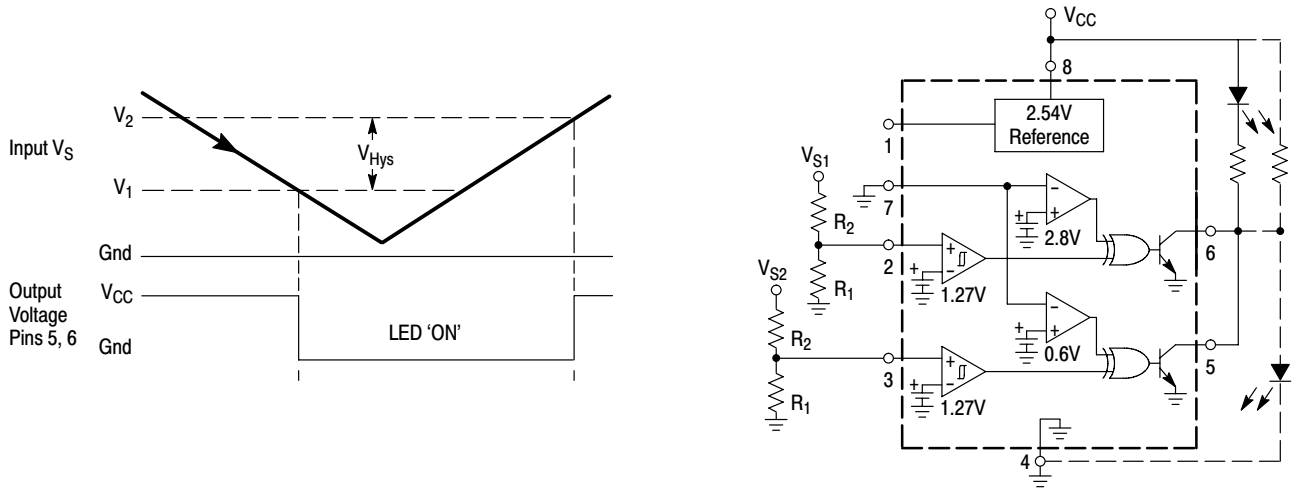 V2
Input VS
VHys
V1
Gnd
Output
Voltage
Pins 5, 6
VCC
LED ‘ON’
Gnd
VCC
8
2.54V
Reference
1
VS1
7
R2
2.8V
6
2
R1
1.27V
VS2
R2
0.6V
5
3
R1
1.27V
4